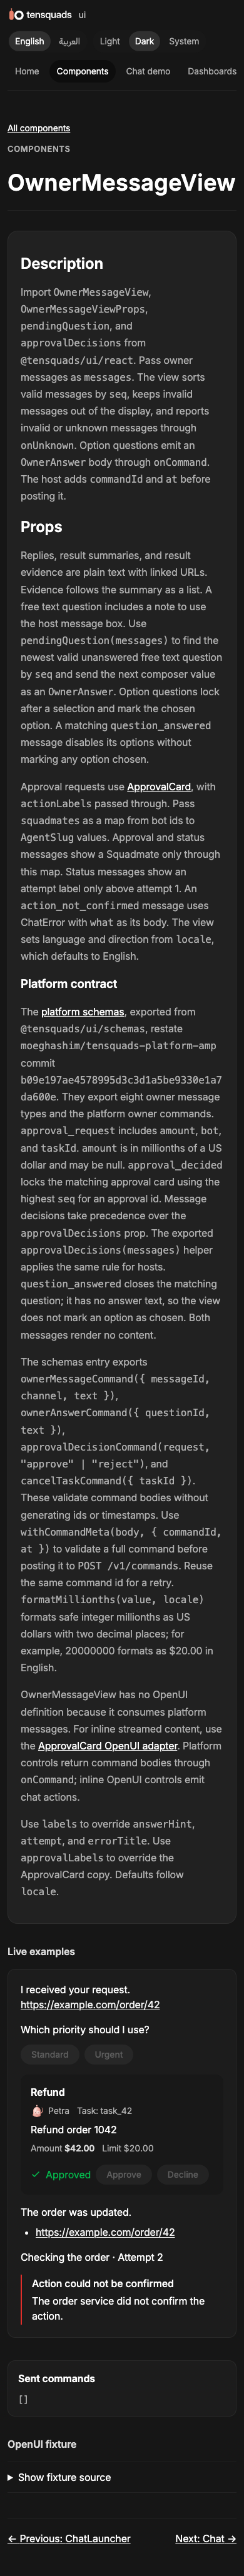 tensquads ui
English العربية Light Dark System
Home Components Chat demo Dashboards
All components
COMPONENTS
OwnerMessageView
Description
Import OwnerMessageView,
OwnerMessageViewProps,
pendingQuestion, and
approvalDecisions from
@tensquads/ui/react. Pass owner
messages as messages. The view sorts
valid messages by seq, keeps invalid
messages out of the display, and reports
invalid or unknown messages through
onUnknown. Option questions emit an
OwnerAnswer body through onCommand.
The host adds commandId and at before
posting it.
Props
Replies, result summaries, and result
evidence are plain text with linked URLs.
Evidence follows the summary as a list. A
free text question includes a note to use
the host message box. Use
pendingQuestion(messages) to find the
newest valid unanswered free text question
by seq and send the next composer value
as an OwnerAnswer. Option questions lock
after a selection and mark the chosen
option. A matching question_answered
message disables its options without
marking any option chosen.
Approval requests use ApprovalCard, with
actionLabels passed through. Pass
squadmates as a map from bot ids to
AgentSlug values. Approval and status
messages show a Squadmate only through
this map. Status messages show an
attempt label only above attempt 1. An
action_not_confirmed message uses
ChatError with what as its body. The view
sets language and direction from locale,
which defaults to English.
Platform contract
The platform schemas, exported from
@tensquads/ui/schemas, restate
moeghashim/tensquads-platform-amp
commit
b09e197ae4578995d3c3d1a5be9330e1a7
da600e. They export eight owner message
types and the platform owner commands.
approval_request includes amount, bot,
and taskId. amount is in millionths of a US
dollar and may be null. approval_decided
locks the matching approval card using the
highest seq for an approval id. Message
decisions take precedence over the
approvalDecisions prop. The exported
approvalDecisions(messages) helper
applies the same rule for hosts.
question_answered closes the matching
question; it has no answer text, so the view
does not mark an option as chosen. Both
messages render no content.
The schemas entry exports
ownerMessageCommand({ messageId,
channel, text }),
ownerAnswerCommand({ questionId,
text }),
approvalDecisionCommand(request,
"approve" | "reject"), and
cancelTaskCommand({ taskId }).
These validate command bodies without
generating ids or timestamps. Use
withCommandMeta(body, { commandId,
at }) to validate a full command before
posting it to POST /v1/commands. Reuse
the same command id for a retry.
formatMillionths(value, locale)
formats safe integer millionths as US
dollars with two decimal places; for
example, 20000000 formats as $20.00 in
English.
OwnerMessageView has no OpenUI
definition because it consumes platform
messages. For inline streamed content, use
the ApprovalCard OpenUI adapter. Platform
controls return command bodies through
onCommand; inline OpenUI controls emit
chat actions.
Use labels to override answerHint,
attempt, and errorTitle. Use
approvalLabels to override the
ApprovalCard copy. Defaults follow
locale.
Live examples
I received your request.
https://example.com/order/42
Which priority should I use?
Standard Urgent
Refund
Petra Task: task_42
Refund order 1042
Amount $42.00 Limit $20.00
Approved Approve Decline
The order was updated.
https://example.com/order/42
Checking the order · Attempt 2
Action could not be confirmed
The order service did not confirm the
action.
Sent commands
[]
OpenUI fixture
Show fixture source
← Previous: ChatLauncher Next: Chat →